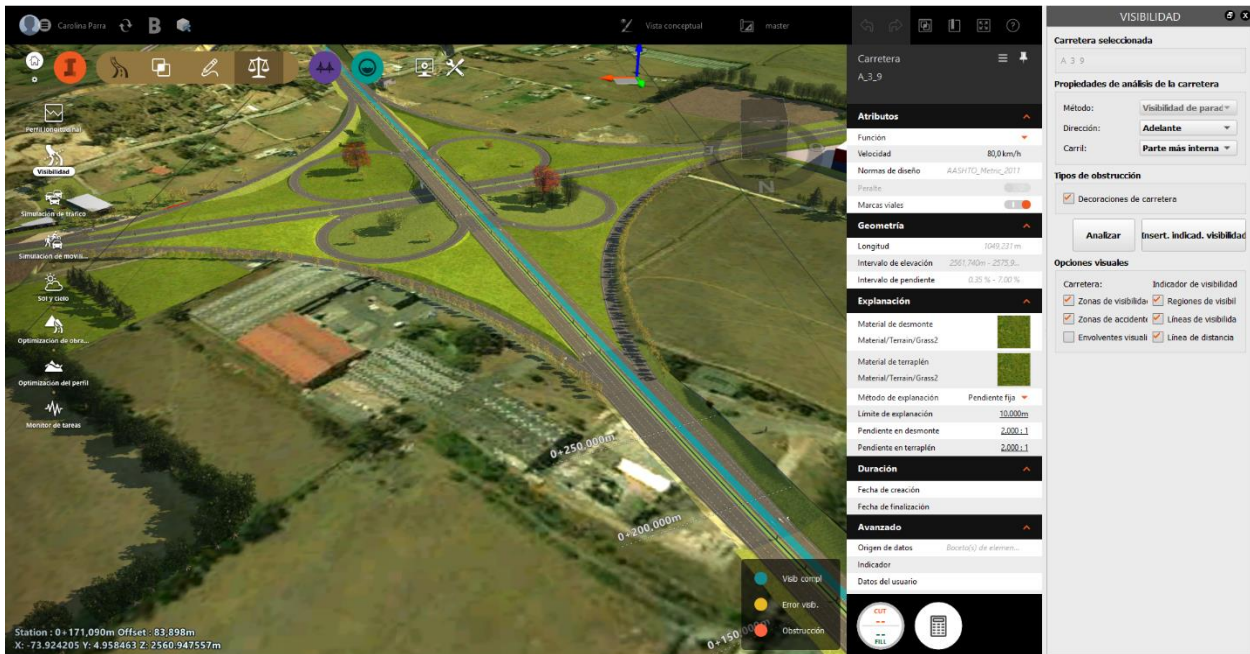 Carolina Parra
B
Vista conceptual
master
Perfil longitudinal
Visibilidad
Simulación de tráfico
Simulación de movili...
Sol y cielo
Optimización de obra...
Optimización del perfil
Monitor de tareas
N
0+250,000m
0+200,000m
0+150,000m
Visib compl
Error visib.
Obstrucción
Station : 0+171,090m Offset : 83,898m
X: -73.924205 Y: 4.958463 Z: 2560.947557m
Carretera
A_3_9
Atributos
Función
Velocidad 80,0 km/h
Normas de diseño AASHTO_Metric_2011
Peralte
Marcas viales
Geometría
Longitud 1049.231 m
Intervalo de elevación 2561,740m - 2575,9...
Intervalo de pendiente 0.35 % - 7.00 %
Explanación
Material de desmonte
Material/Terrain/Grass2
Material de terraplén
Material/Terrain/Grass2
Método de explanación Pendiente fija
Límite de explanación 10,000m
Pendiente en desmonte 2,000 : 1
Pendiente en terraplén 2,000 : 1
Duración
Fecha de creación
Fecha de finalización
Avanzado
Origen de datos Boceto(s) de elemen...
Indicador
Datos del usuario
CUT
--
--
FILL
VISIBILIDAD
Carretera seleccionada
A_3_9
Propiedades de análisis de la carretera
Método: Visibilidad de parad
Dirección: Adelante
Carril: Parte más interna
Tipos de obstrucción
Decoraciones de carretera
Analizar Insert. indicad. visibilidad
Opciones visuales
Carretera: Indicador de visibilidad
Zonas de visibilida Regiones de visibil
Zonas de accident Líneas de visibilida
Envolventes visuali Línea de distancia